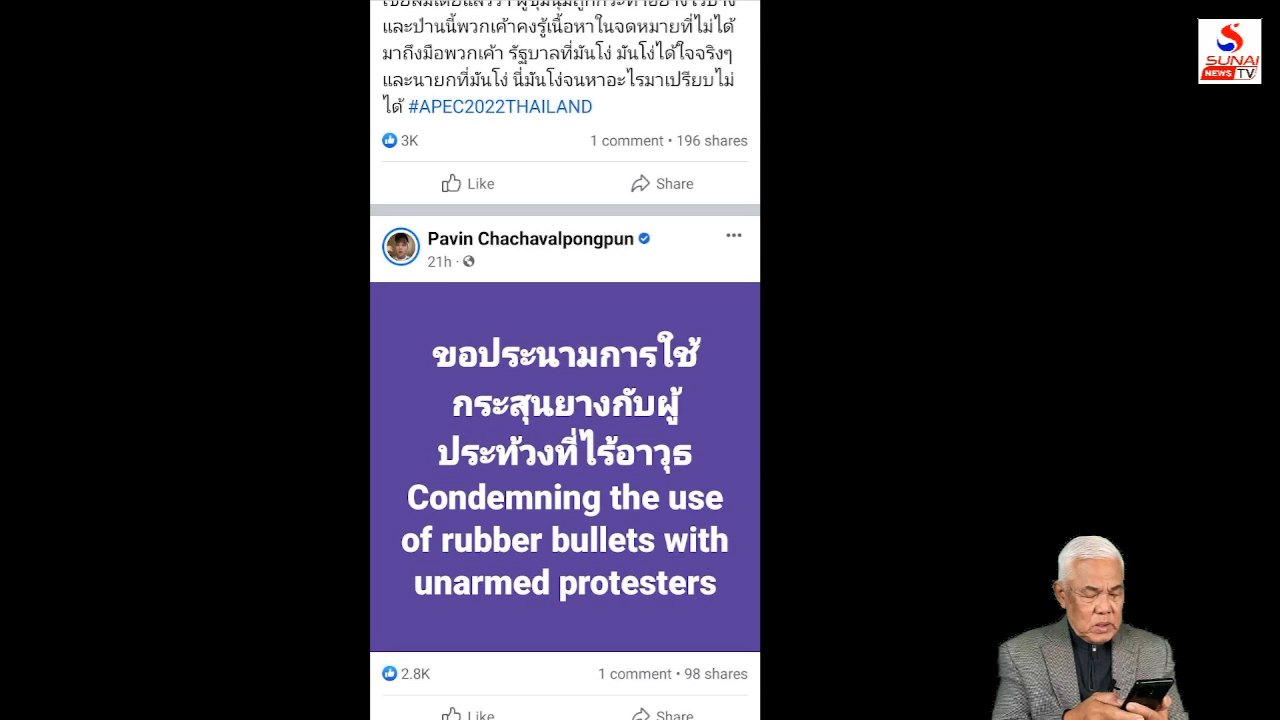 และป่านนี้พวกเค้าคงรู้เนื้อหาในจดหมายที่ไม่ได้
มาถึงมือพวกเค้า รัฐบาลที่มันโง่ มันโง่ได้ใจจริงๆ
และนายกที่มันโง่ นี่มันโง่จนหาอะไรมาเปรียบไม่
ได้ #APEC2022THAILAND
3K
1 comment • 196 shares
Like
Share
Pavin Chachavalpongpun
21h ·
ขอประนามการใช้
กระสุนยางกับผู้
ประท้วงที่ไร้อาวุธ
Condemning the use
of rubber bullets with
unarmed protesters
2.8K
1 comment • 98 shares
Like
Share
SUNAI
NEWS TV